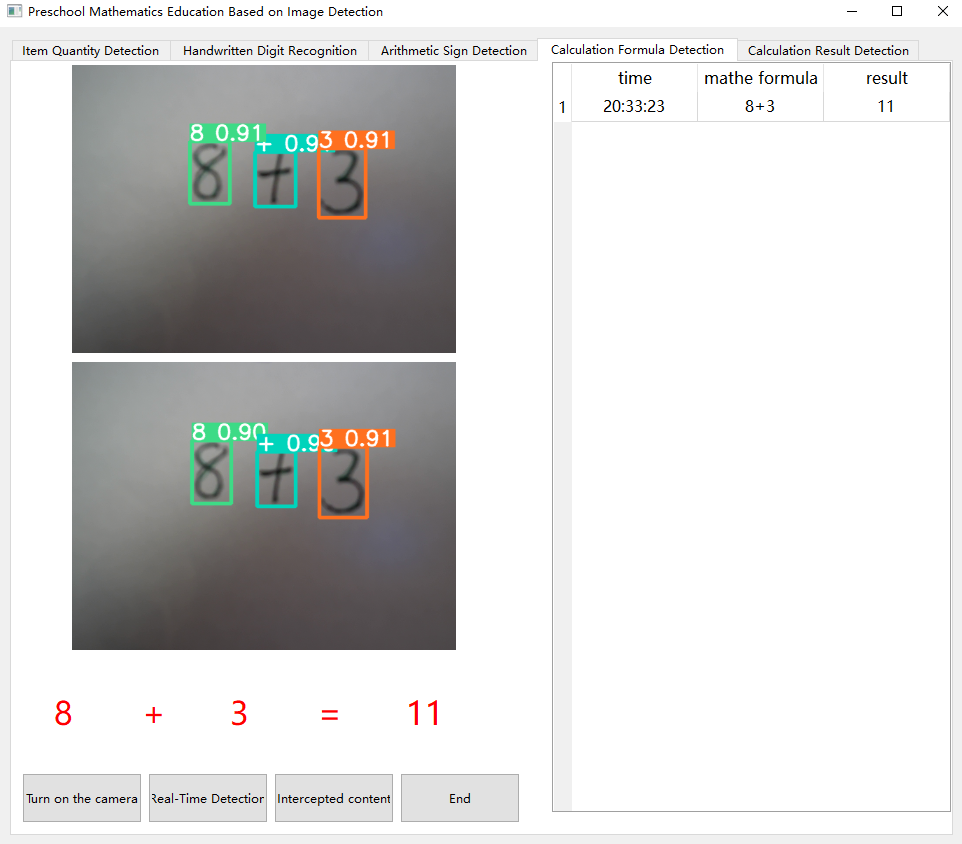 Preschool Mathematics Education Based on Image Detection
Item Quantity Detection Handwritten Digit Recognition Arithmetic Sign Detection Calculation Formula Detection Calculation Result Detection
time mathe formula result
1 20:33:23 8+3 11
8 0.91 + 0.9 3 0.91
8 + 3
8 0.90 + 0.9 3 0.91
8 + 3
8 + 3 = 11
Turn on the camera Real-Time Detection Intercepted content End